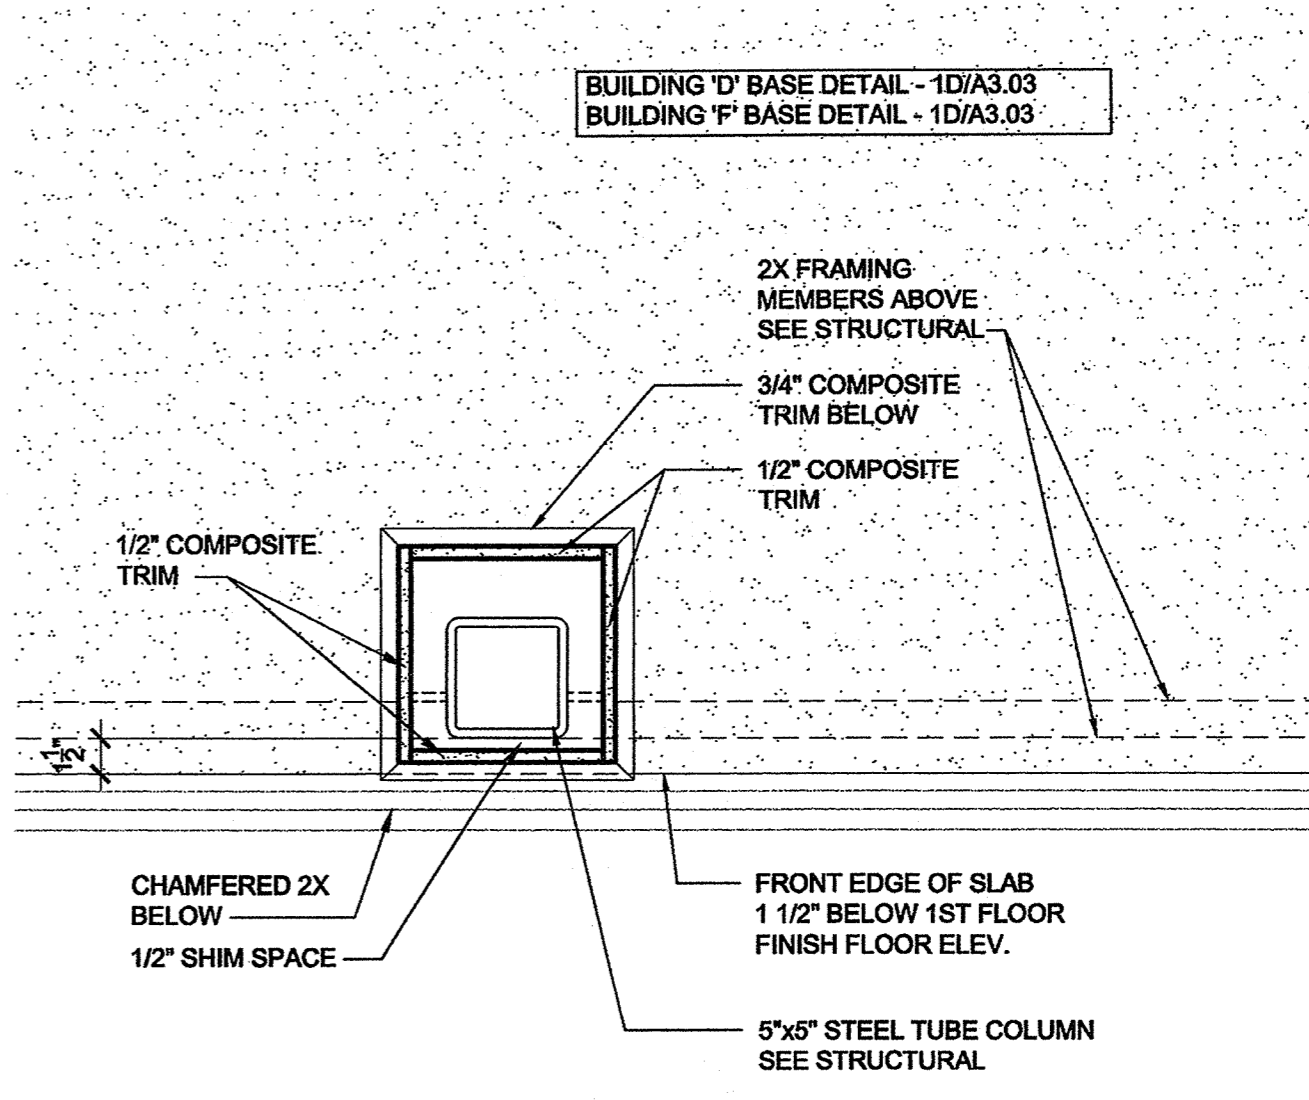 BUILDING 'D' BASE DETAIL - 1D/A3.03
BUILDING 'F' BASE DETAIL - 1D/A3.03
2X FRAMING
MEMBERS ABOVE
SEE STRUCTURAL
3/4" COMPOSITE
TRIM BELOW
1/2" COMPOSITE
TRIM
1/2" COMPOSITE
TRIM
1 1/2"
CHAMFERED 2X
BELOW
1/2" SHIM SPACE
FRONT EDGE OF SLAB
1 1/2" BELOW 1ST FLOOR
FINISH FLOOR ELEV.
5"x5" STEEL TUBE COLUMN
SEE STRUCTURAL